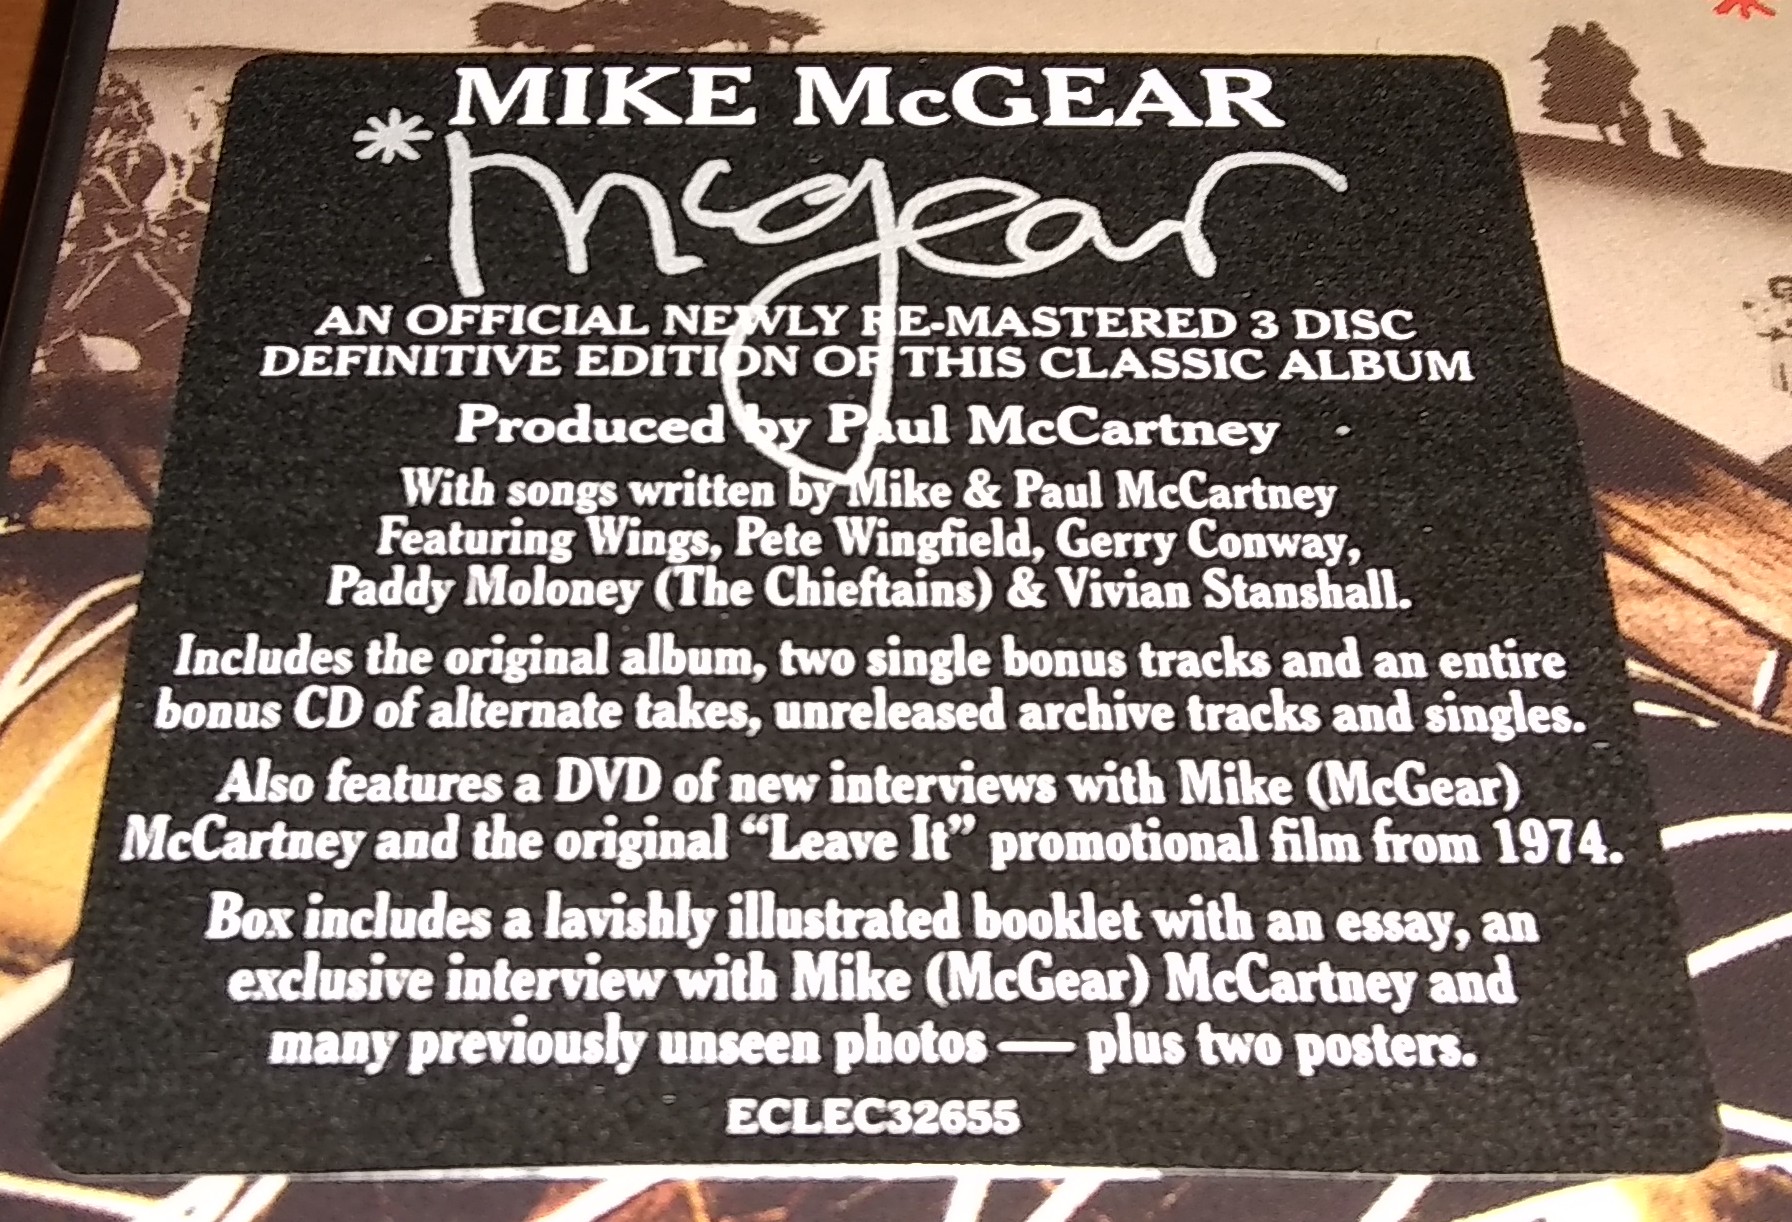 MIKE McGEAR
*mcgear
AN OFFICIAL NEWLY RE-MASTERED 3 DISC
DEFINITIVE EDITION OF THIS CLASSIC ALBUM
Produced by Paul McCartney
With songs written by Mike & Paul McCartney
Featuring Wings, Pete Wingfield, Gerry Conway,
Paddy Moloney (The Chieftains) & Vivian Stanshall.
Includes the original album, two single bonus tracks and an entire
bonus CD of alternate takes, unreleased archive tracks and singles.
Also features a DVD of new interviews with Mike (McGear)
McCartney and the original “Leave It” promotional film from 1974.
Box includes a lavishly illustrated booklet with an essay, an
exclusive interview with Mike (McGear) McCartney and
many previously unseen photos — plus two posters.
ECLEC32655